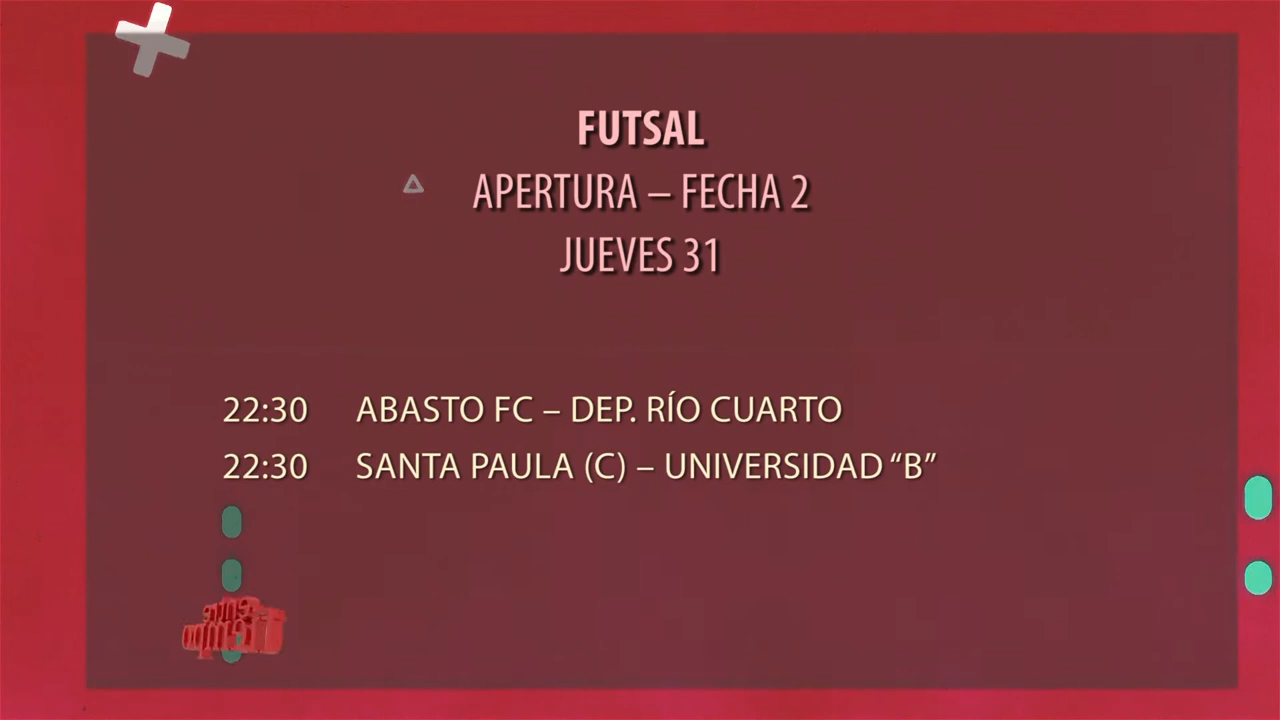 FUTSAL
APERTURA – FECHA 2
JUEVES 31
22:30 ABASTO FC – DEP. RÍO CUARTO
22:30 SANTA PAULA (C) – UNIVERSIDAD “B”